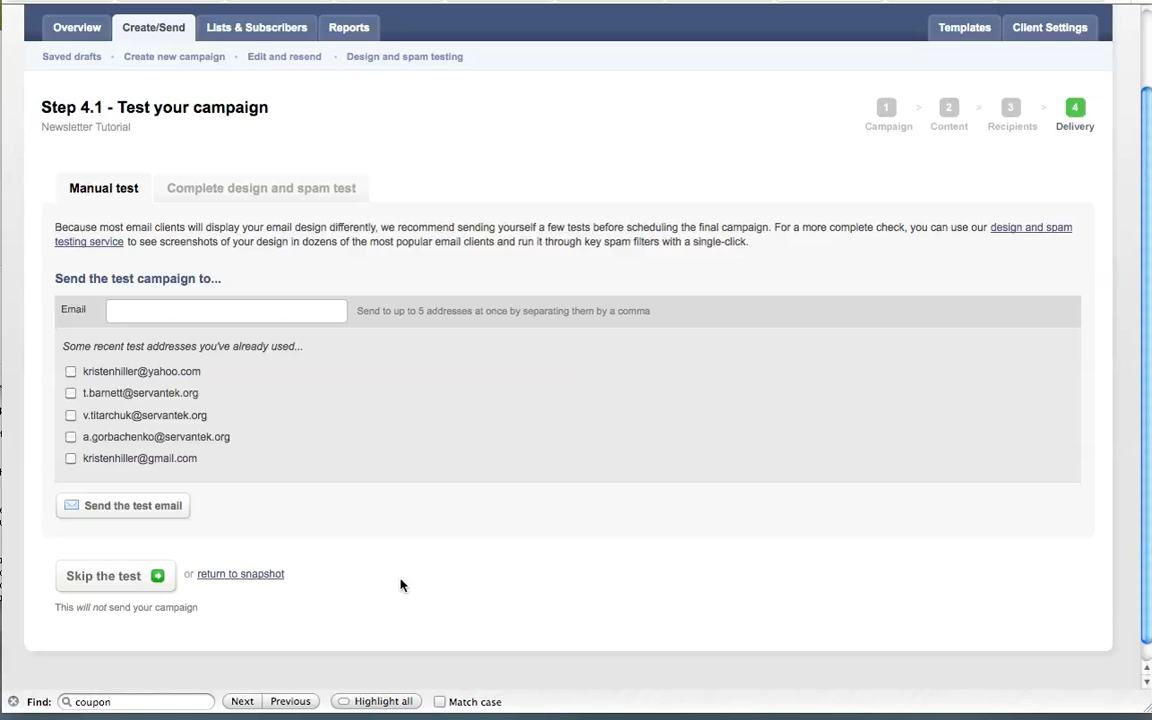 Overview Create/Send Lists & Subscribers Reports Templates Client Settings
Saved drafts · Create new campaign · Edit and resend · Design and spam testing
Step 4.1 - Test your campaign
Newsletter Tutorial
1 > 2 > 3 > 4
Campaign Content Recipients Delivery
Manual test Complete design and spam test
Because most email clients will display your email design differently, we recommend sending yourself a few tests before scheduling the final campaign. For a more complete check, you can use our design and spam
testing service to see screenshots of your design in dozens of the most popular email clients and run it through key spam filters with a single-click.
Send the test campaign to...
Email Send to up to 5 addresses at once by separating them by a comma
Some recent test addresses you've already used...
kristenhiller@yahoo.com
t.barnett@servantek.org
v.titarchuk@servantek.org
a.gorbachenko@servantek.org
kristenhiller@gmail.com
Send the test email
Skip the test or return to snapshot
This will not send your campaign
Find: coupon Next Previous Highlight all Match case